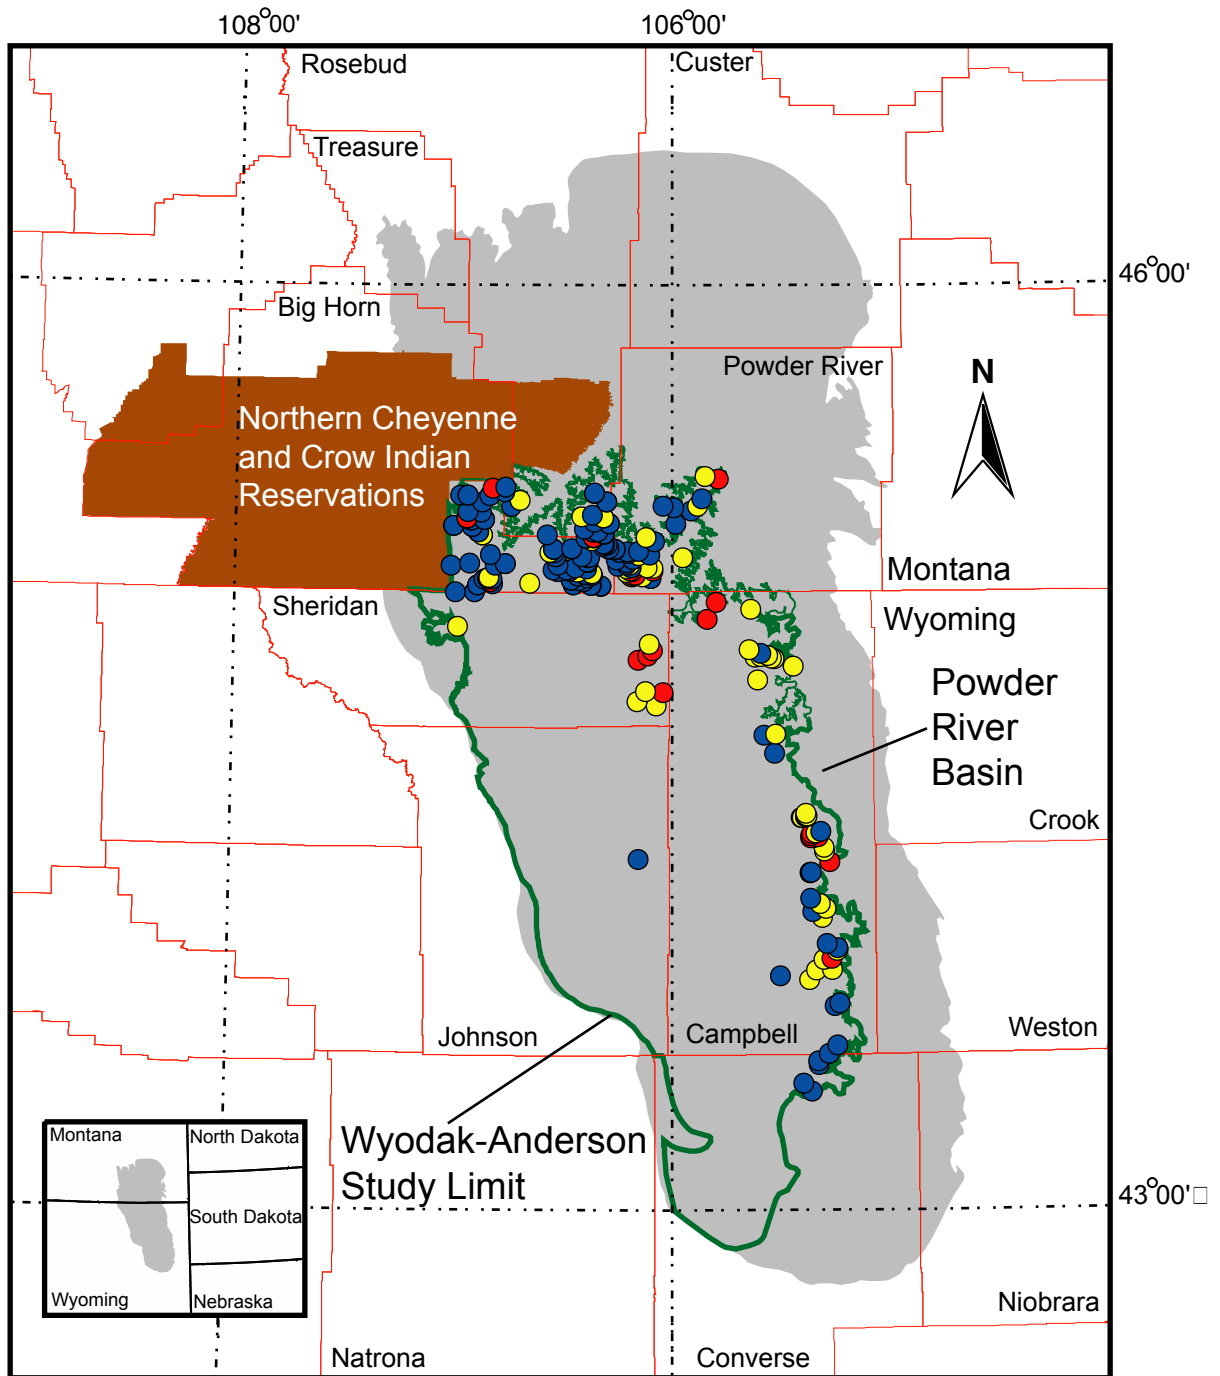 108°00'
106°00'
Rosebud
Custer
Treasure
46°00'
Big Horn
Powder River
N
Northern Cheyenne
and Crow Indian
Reservations
Montana
Sheridan
Wyoming
Powder
River
Basin
Crook
Johnson
Campbell
Weston
Wyodak-Anderson
Study Limit
Montana
North Dakota
South Dakota
Wyoming
Nebraska
43°00'
Niobrara
Natrona
Converse